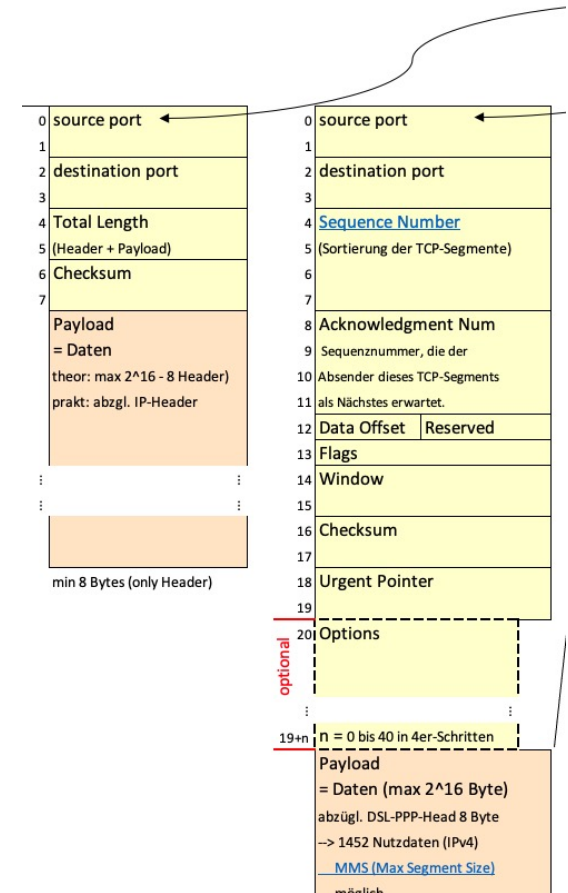 0 source port
1
2 destination port
3
4 Total Length
5 (Header + Payload)
6 Checksum
7
Payload
= Daten
theor: max 2^16 - 8 Header)
prakt: abzgl. IP-Header
⋮ ⋮
⋮ ⋮
min 8 Bytes (only Header)
0 source port
1
2 destination port
3
4 Sequence Number
5 (Sortierung der TCP-Segmente)
6
7
8 Acknowledgment Num
9 Sequenznummer, die der
10 Absender dieses TCP-Segments
11 als Nächstes erwartet.
12 Data Offset Reserved
13 Flags
14 Window
15
16 Checksum
17
18 Urgent Pointer
19
20 Options
optional
⋮ ⋮
19+n n = 0 bis 40 in 4er-Schritten
Payload
= Daten (max 2^16 Byte)
abzügl. DSL-PPP-Head 8 Byte
--> 1452 Nutzdaten (IPv4)
MMS (Max Segment Size)
möglich